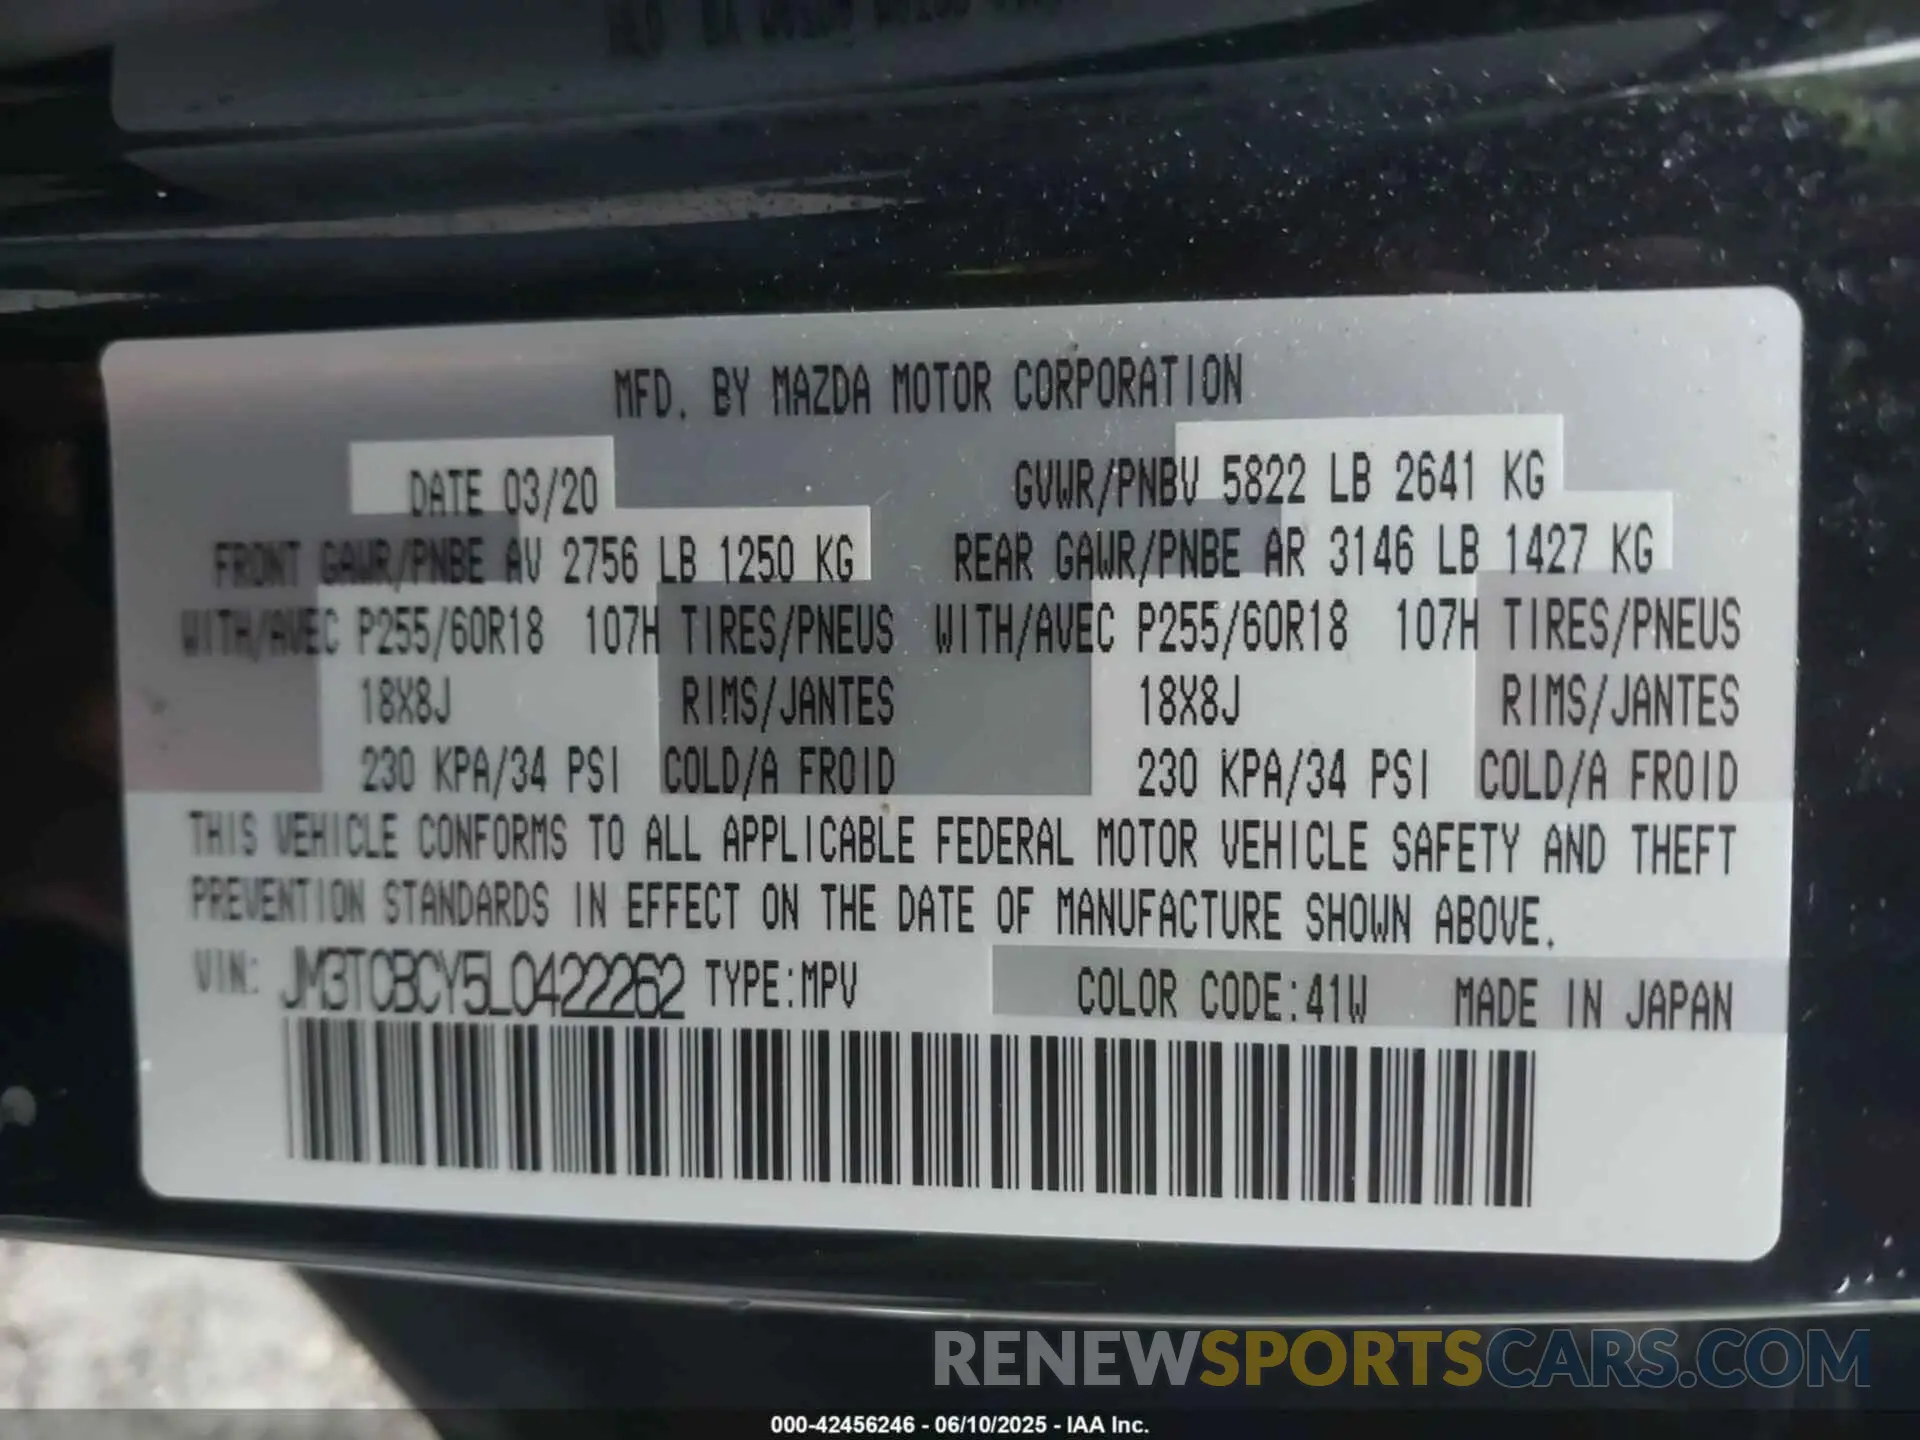 MFD. BY MAZDA MOTOR CORPORATION
DATE 03/20 GVWR/PNBV 5822 LB 2641 KG
FRONT GAWR/PNBE AV 2756 LB 1250 KG REAR GAWR/PNBE AR 3146 LB 1427 KG
WITH/AVEC P255/60R18 107H TIRES/PNEUS WITH/AVEC P255/60R18 107H TIRES/PNEUS
18X8J RIMS/JANTES 18X8J RIMS/JANTES
230 KPA/34 PSI COLD/A FROID 230 KPA/34 PSI COLD/A FROID
THIS VEHICLE CONFORMS TO ALL APPLICABLE FEDERAL MOTOR VEHICLE SAFETY AND THEFT
PREVENTION STANDARDS IN EFFECT ON THE DATE OF MANUFACTURE SHOWN ABOVE.
VIN: JM3TCBCY5L0422262 TYPE:MPV COLOR CODE:41W MADE IN JAPAN
RENEWSPORTSCARS.COM
000-42456246 - 06/10/2025 - IAA Inc.